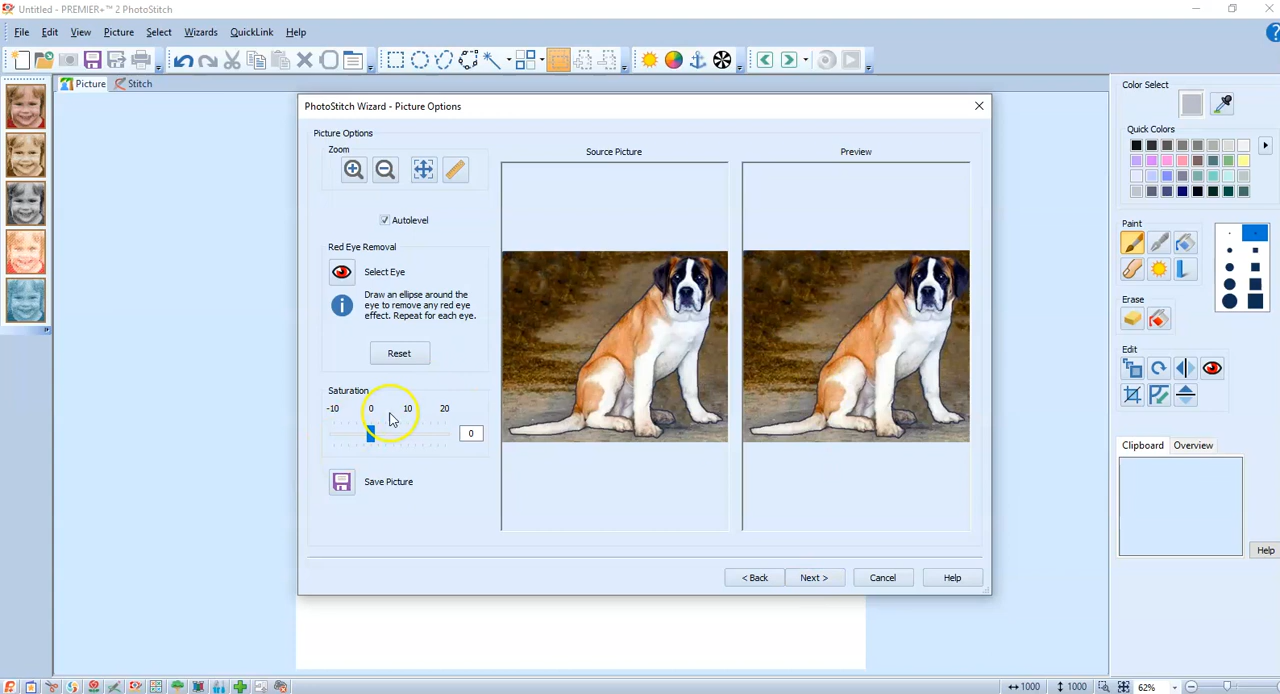 Untitled - PREMIER+™ 2 PhotoStitch
File Edit View Picture Select Wizards QuickLink Help
Picture Stitch
PhotoStitch Wizard - Picture Options
Picture Options
Zoom
Source Picture
Preview
Autolevel
Red Eye Removal
Select Eye
Draw an ellipse around the
eye to remove any red eye
effect. Repeat for each eye.
Reset
Saturation
-10 0 10 20
0
Save Picture
< Back Next > Cancel Help
Color Select
Quick Colors
Paint
Erase
Edit
Clipboard Overview
Help
1000 1000 62%